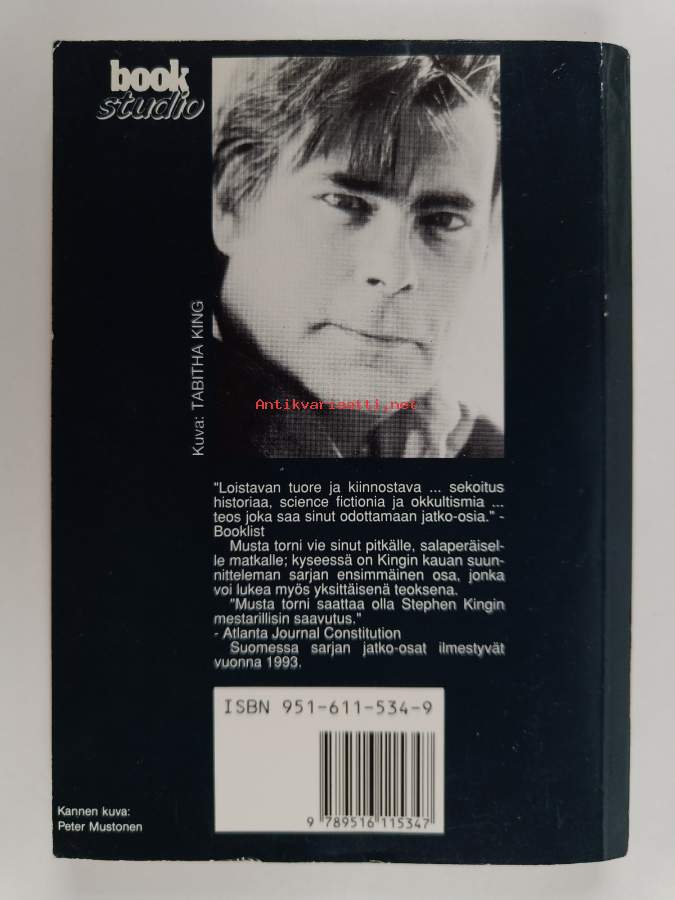 book
studio
Kuva: TABITHA KING
Antikvariaatti.net
"Loistavan tuore ja kiinnostava ... sekoitus
historiaa, science fictionia ja okkultismia ...
teos joka saa sinut odottamaan jatko-osia." -
Booklist
Musta torni vie sinut pitkälle, salaperäisel-
le matkalle; kyseessä on Kingin kauan suun-
nitteleman sarjan ensimmäinen osa, jonka
voi lukea myös yksittäisenä teoksena.
"Musta torni saattaa olla Stephen Kingin
mestarillisin saavutus."
- Atlanta Journal Constitution
Suomessa sarjan jatko-osat ilmestyvät
vuonna 1993.
ISBN 951-611-534-9
9 789516 115347
Kannen kuva:
Peter Mustonen